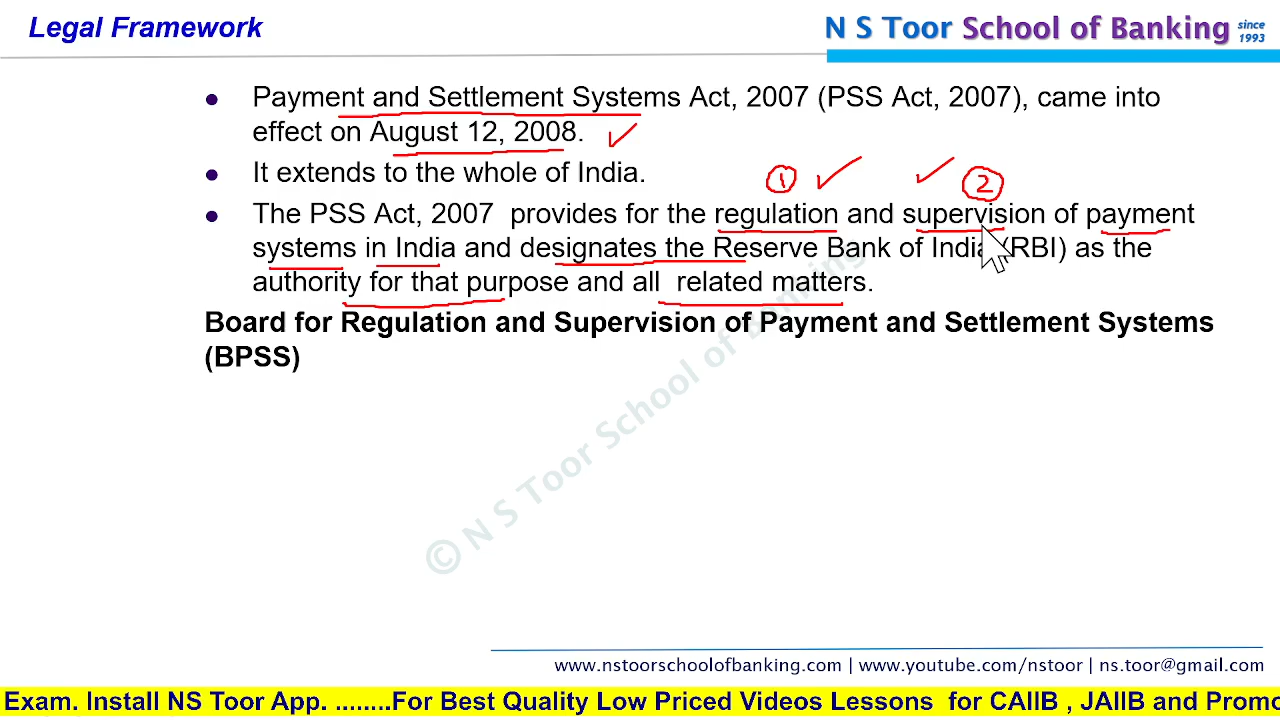 Legal Framework
N S Toor School of Banking since 1993
Payment and Settlement Systems Act, 2007 (PSS Act, 2007), came into
effect on August 12, 2008.
It extends to the whole of India.
1 2
The PSS Act, 2007 provides for the regulation and supervision of payment
systems in India and designates the Reserve Bank of India (RBI) as the
authority for that purpose and all related matters.
Board for Regulation and Supervision of Payment and Settlement Systems
(BPSS)
© N S Toor School of Banking
www.nstoorschoolofbanking.com | www.youtube.com/nstoor | ns.toor@gmail.com
Exam. Install NS Toor App. ........For Best Quality Low Priced Videos Lessons for CAIIB , JAIIB and Promo